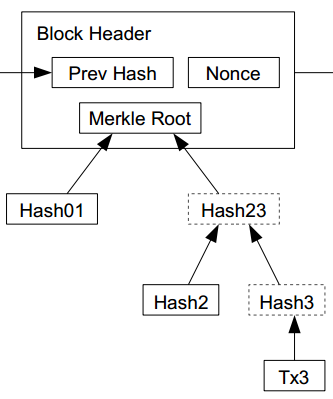 Block Header
Prev Hash
Nonce
Merkle Root
Hash01
Hash23
Hash2
Hash3
Tx3